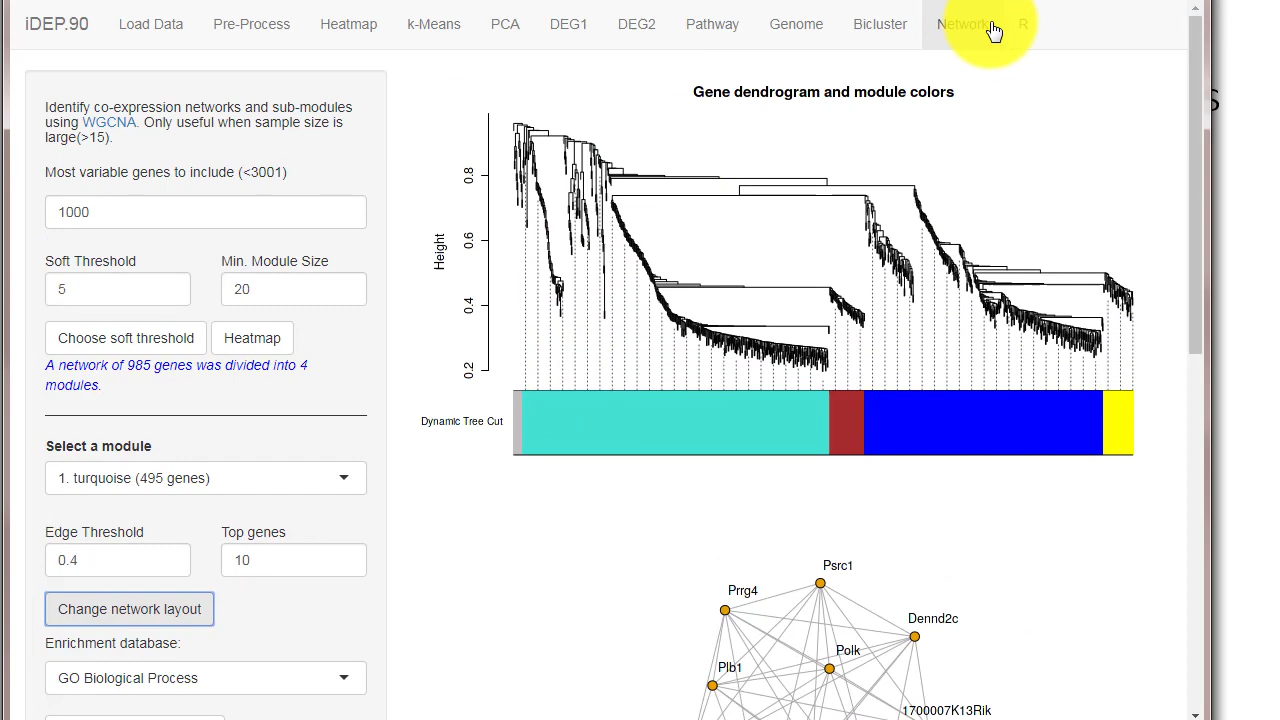 iDEP.90 Load Data Pre-Process Heatmap k-Means PCA DEG1 DEG2 Pathway Genome Bicluster Network R
S
Identify co-expression networks and sub-modules
using WGCNA. Only useful when sample size is
large(>15).
Most variable genes to include (<3001)
1000
Soft Threshold Min. Module Size
5 20
Choose soft threshold Heatmap
A network of 985 genes was divided into 4
modules.
Select a module
1. turquoise (495 genes)
Edge Threshold Top genes
0.4 10
Change network layout
Enrichment database:
GO Biological Process
Gene dendrogram and module colors
Height
0.8
0.6
0.4
0.2
Dynamic Tree Cut
Psrc1
Prrg4
Dennd2c
Polk
Plb1
1700007K13Rik